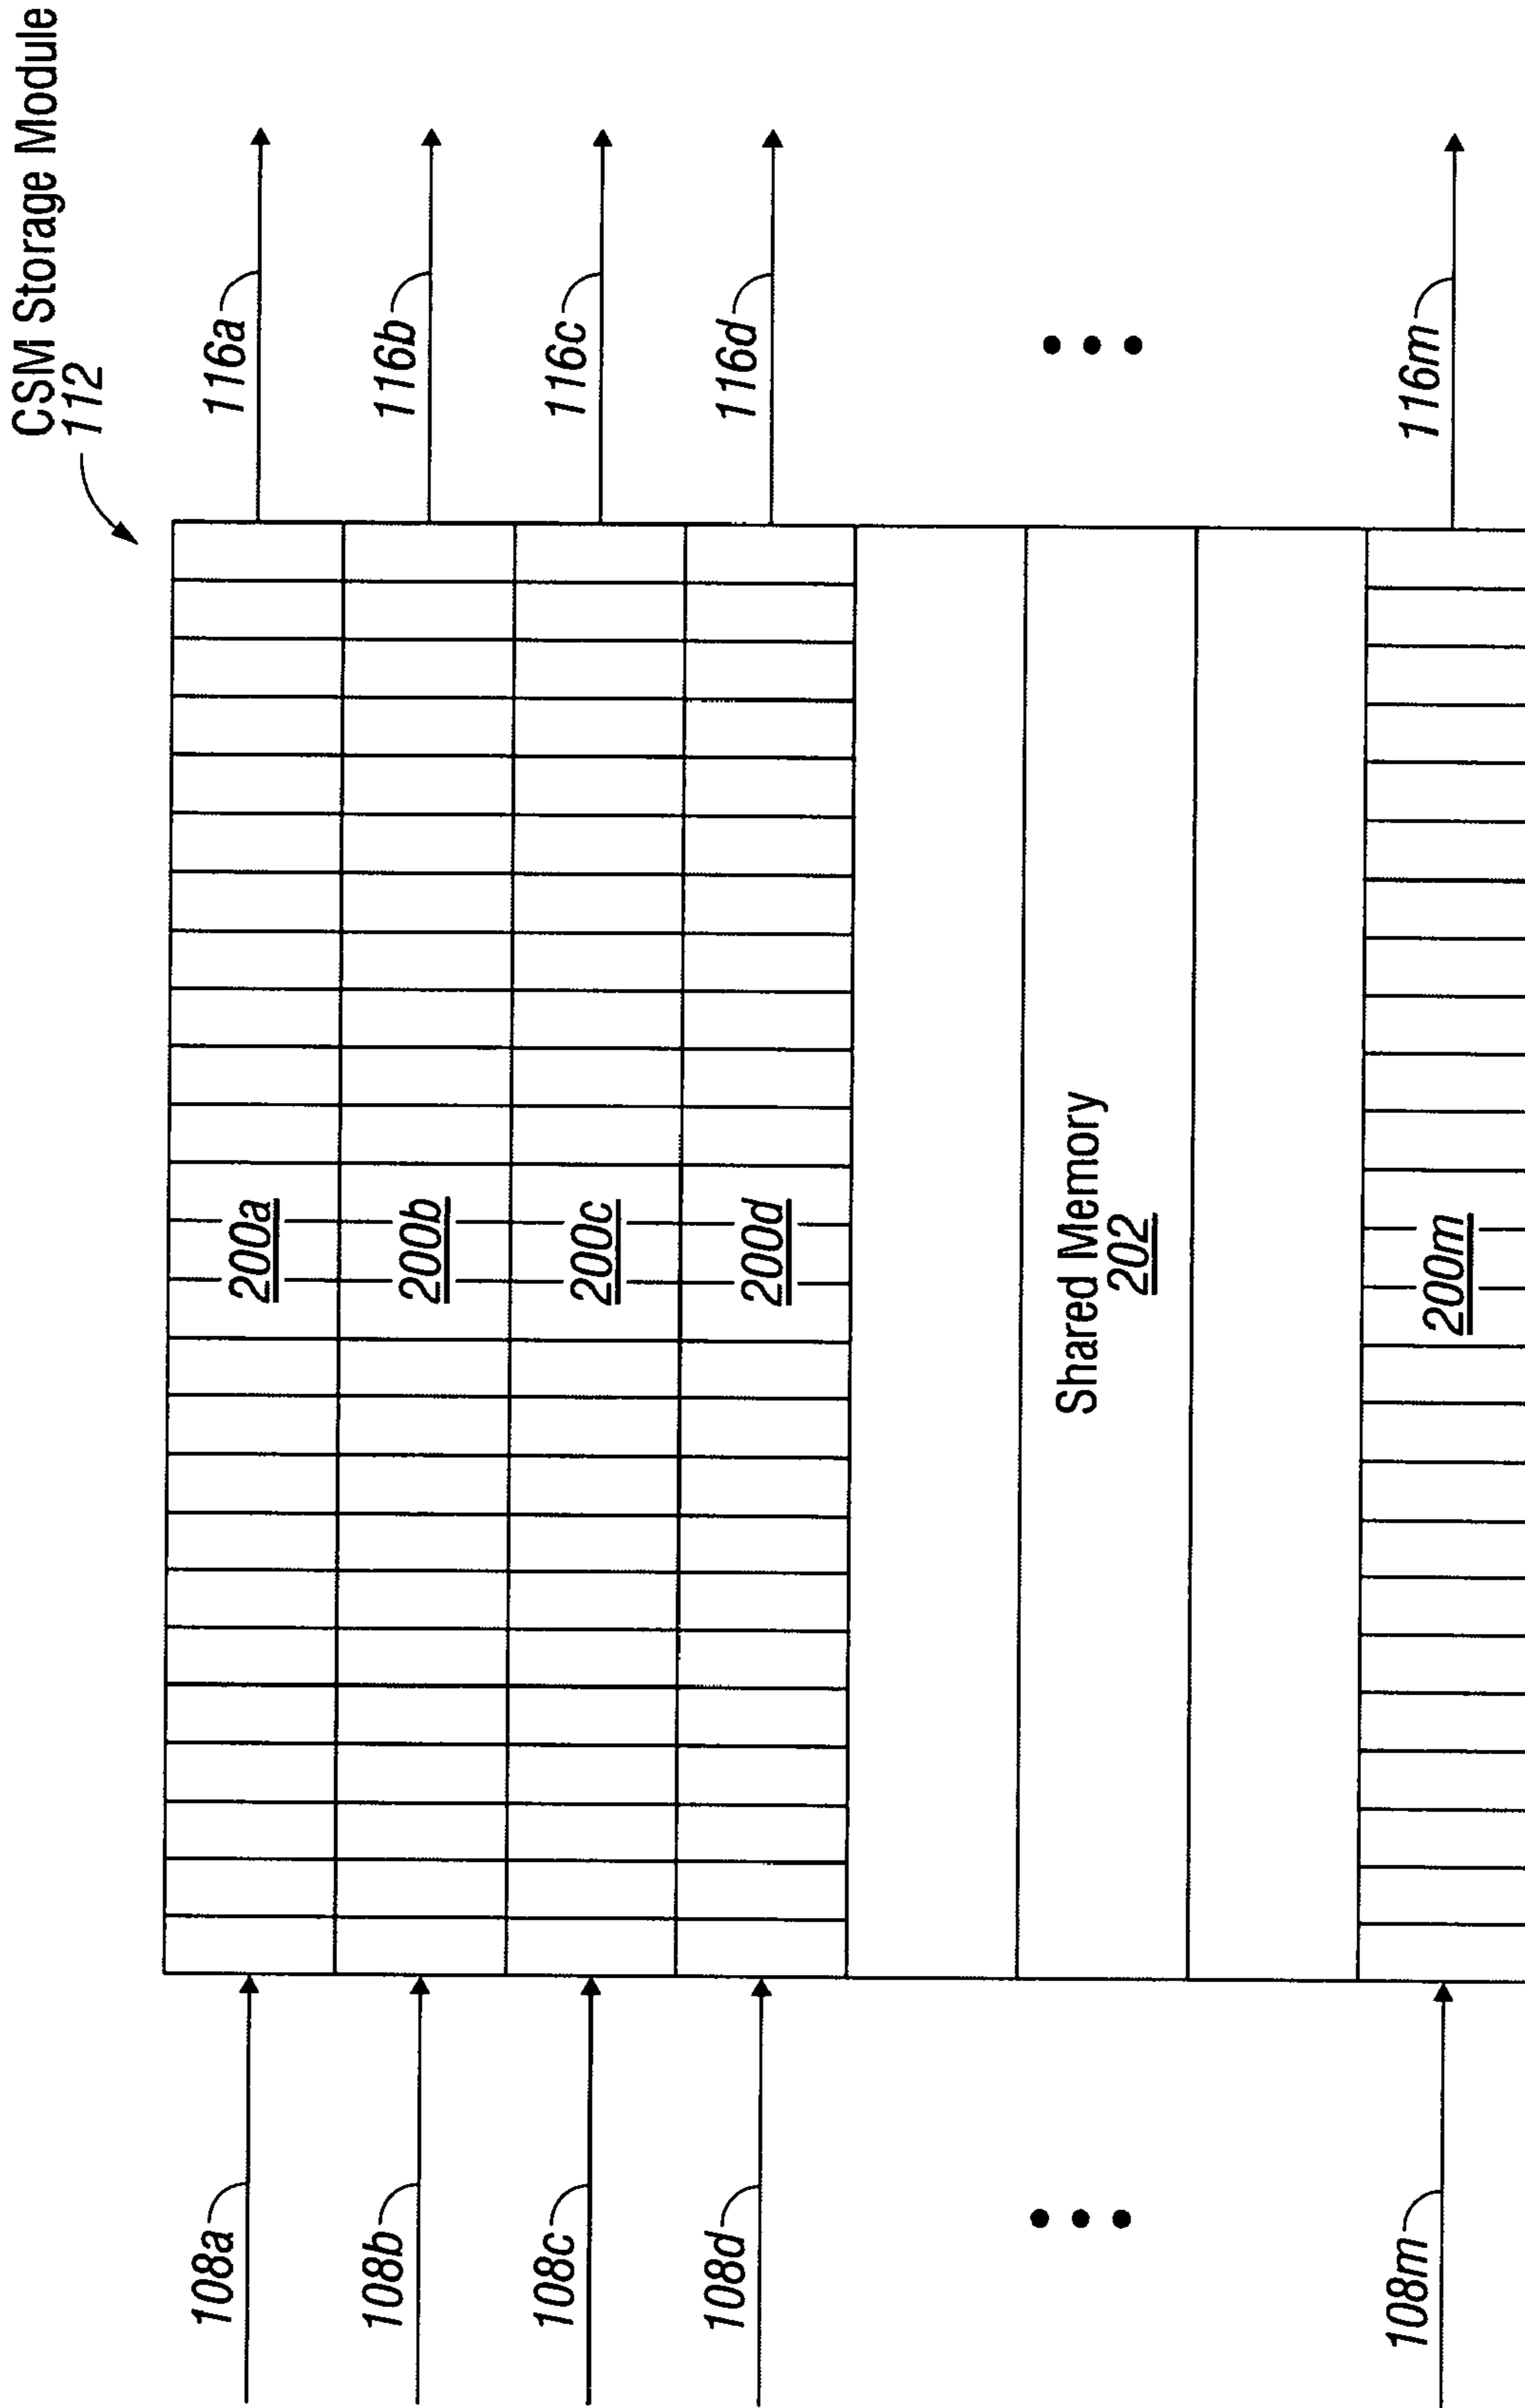 CSM Storage Module
112
116a
116b
116c
116d
116m
200a
200b
200c
200d
Shared Memory
202
200m
108a
108b
108c
108d
108m